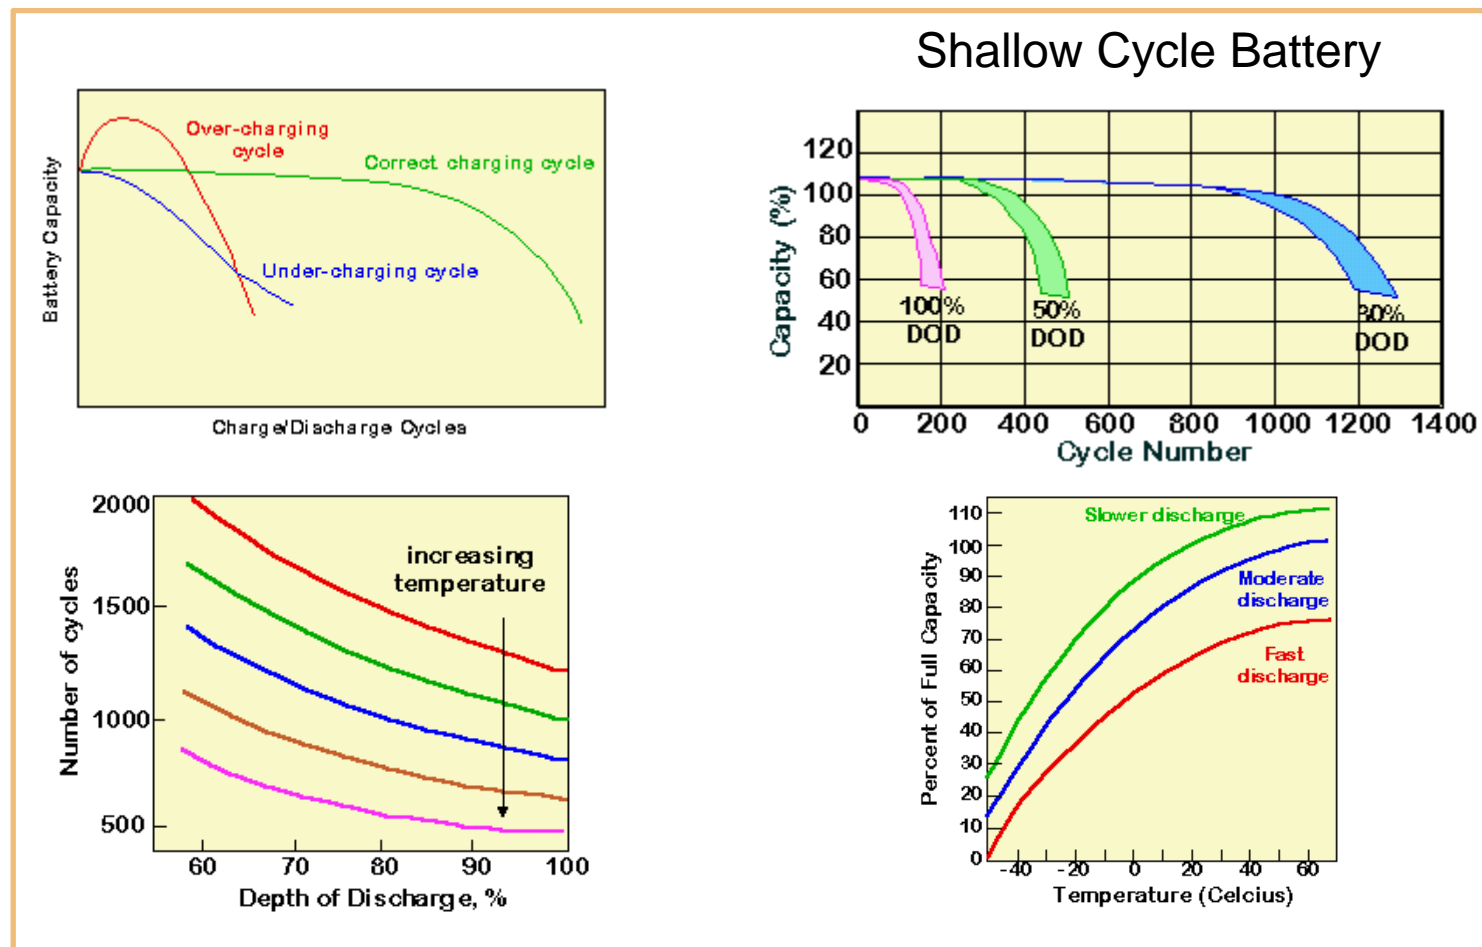 Shallow Cycle Battery
Over-charging
cycle
Correct charging cycle
Under-charging cycle
Battery Capacity
Charge/Discharge Cycles
120
100
80
60
40
20
Capacity (%)
100%
DOD
50%
DOD
30%
DOD
0 200 400 600 800 1000 1200 1400
Cycle Number
2000
1500
1000
500
Number of cycles
increasing
temperature
60 70 80 90 100
Depth of Discharge, %
110
100
90
80
70
60
50
40
30
20
10
0
Percent of Full Capacity
Slower discharge
Moderate
discharge
Fast
discharge
-40 -20 0 20 40 60
Temperature (Celcius)